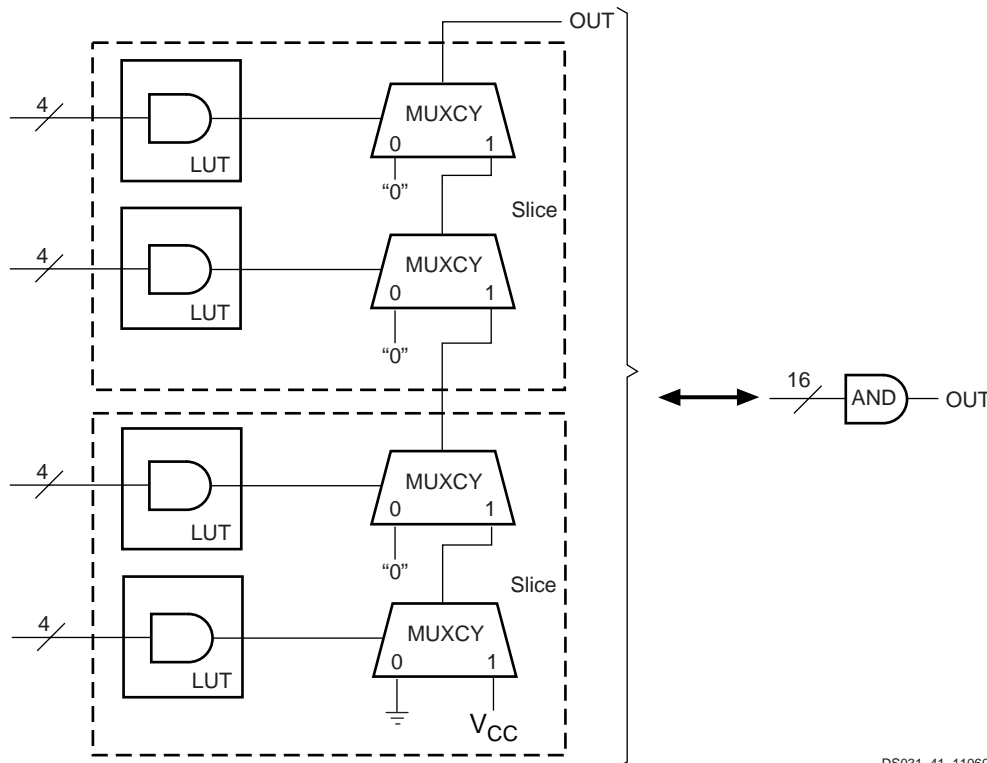 OUT
4
MUXCY
0 1
LUT
“0”
Slice
4
MUXCY
0 1
LUT
“0”
16
AND
OUT
4
MUXCY
0 1
LUT
“0”
Slice
4
MUXCY
0 1
LUT
VCC